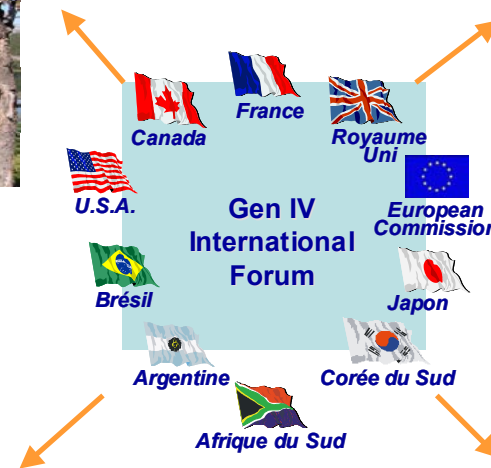 France
Canada
Royaume
Uni
U.S.A.
Gen IV
International
Forum
European
Commission
Brésil
Japon
Argentine
Corée du Sud
Afrique du Sud